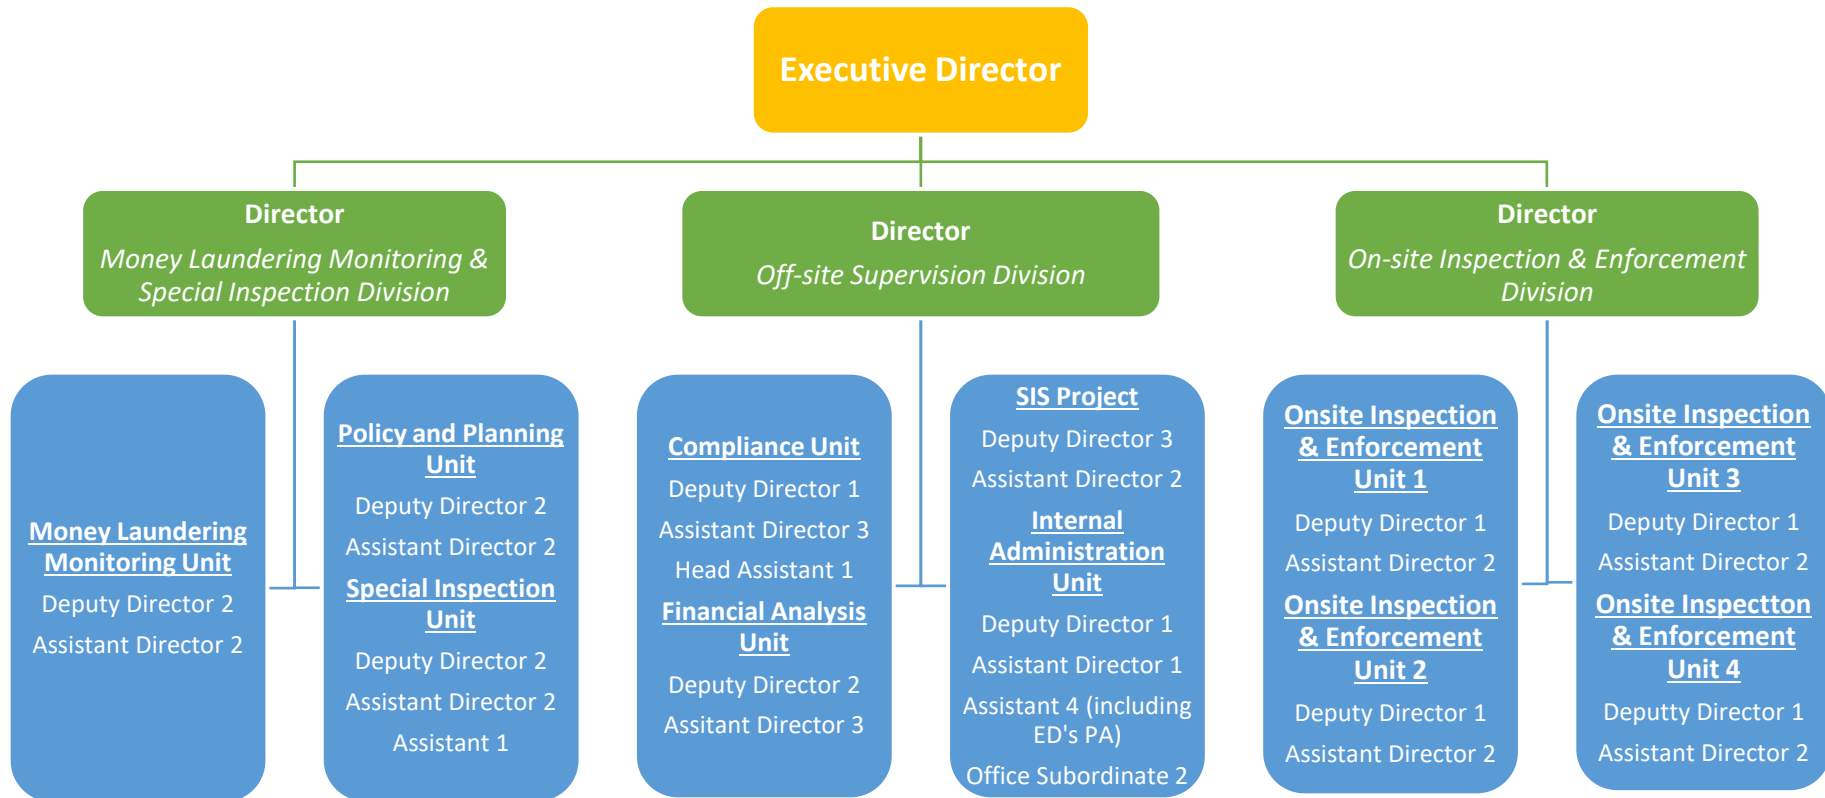 Executive Director
Director
Money Laundering Monitoring &
Special Inspection Division
Director
Off-site Supervision Division
Director
On-site Inspection & Enforcement
Division
Money Laundering
Monitoring Unit
Deputy Director 2
Assistant Director 2
Policy and Planning
Unit
Deputy Director 2
Assistant Director 2
Special Inspection
Unit
Deputy Director 2
Assistant Director 2
Assistant 1
Compliance Unit
Deputy Director 1
Assistant Director 3
Head Assistant 1
Financial Analysis
Unit
Deputy Director 2
Assitant Director 3
SIS Project
Deputy Director 3
Assistant Director 2
Internal
Administration
Unit
Deputy Director 1
Assistant Director 1
Assistant 4 (including
ED's PA)
Office Subordinate 2
Onsite Inspection
& Enforcement
Unit 1
Deputy Director 1
Assistant Director 2
Onsite Inspection
& Enforcement
Unit 2
Deputy Director 1
Assistant Director 2
Onsite Inspection
& Enforcement
Unit 3
Deputy Director 1
Assistant Director 2
Onsite Inspectton
& Enforcement
Unit 4
Deputty Director 1
Assistant Director 2